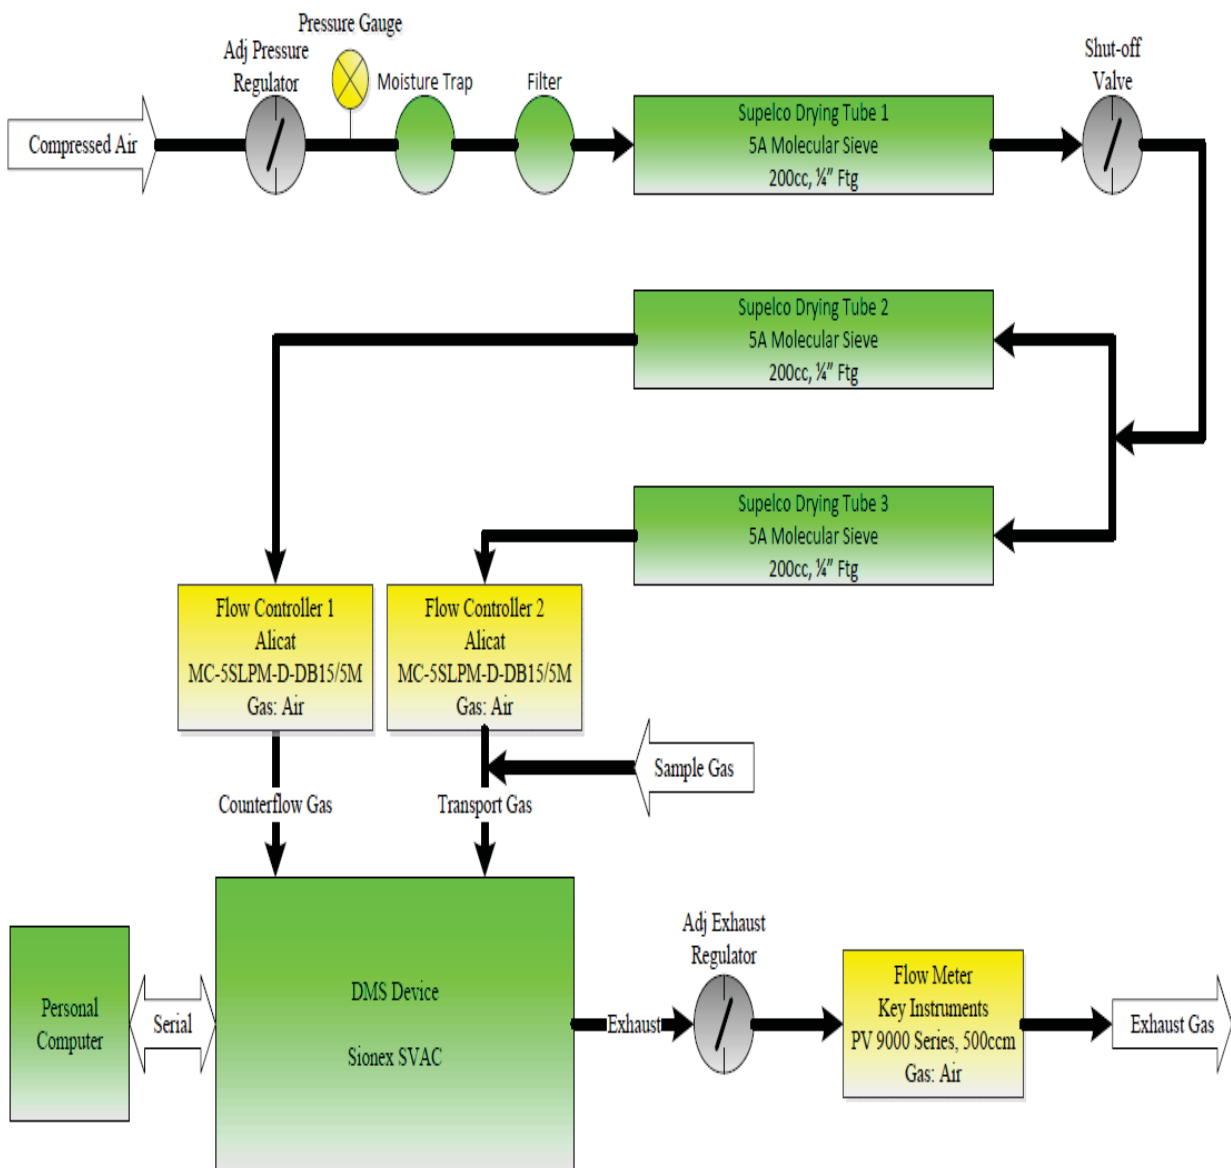 Pressure Gauge
Adj Pressure
Regulator
Moisture Trap
Filter
Shut-off
Valve
Compressed Air
Supelco Drying Tube 1
5A Molecular Sieve
200cc, ¼" Ftg
Supelco Drying Tube 2
5A Molecular Sieve
200cc, ¼" Ftg
Supelco Drying Tube 3
5A Molecular Sieve
200cc, ¼" Ftg
Flow Controller 1
Alicat
MC-5SLPM-D-DB15/5M
Gas: Air
Flow Controller 2
Alicat
MC-5SLPM-D-DB15/5M
Gas: Air
Sample Gas
Counterflow Gas
Transport Gas
Personal
Computer
Serial
DMS Device
Sionex SVAC
Exhaust
Adj Exhaust
Regulator
Flow Meter
Key Instruments
PV 9000 Series, 500ccm
Gas: Air
Exhaust Gas